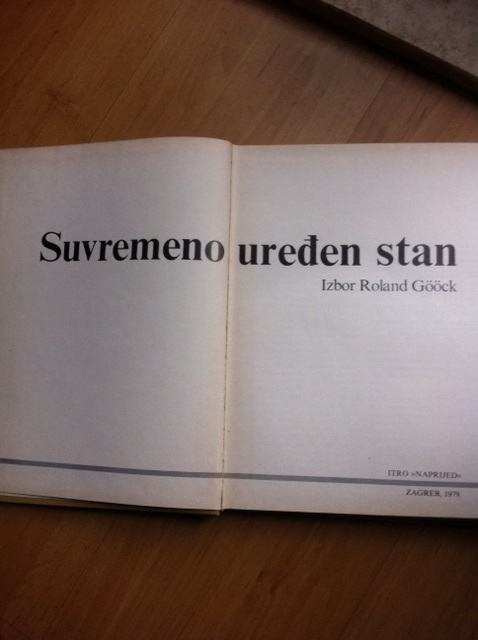 Suvremeno uređen stan
Izbor Roland Gööck
ITRO »NAPRIJED«
ZAGREB, 1979.